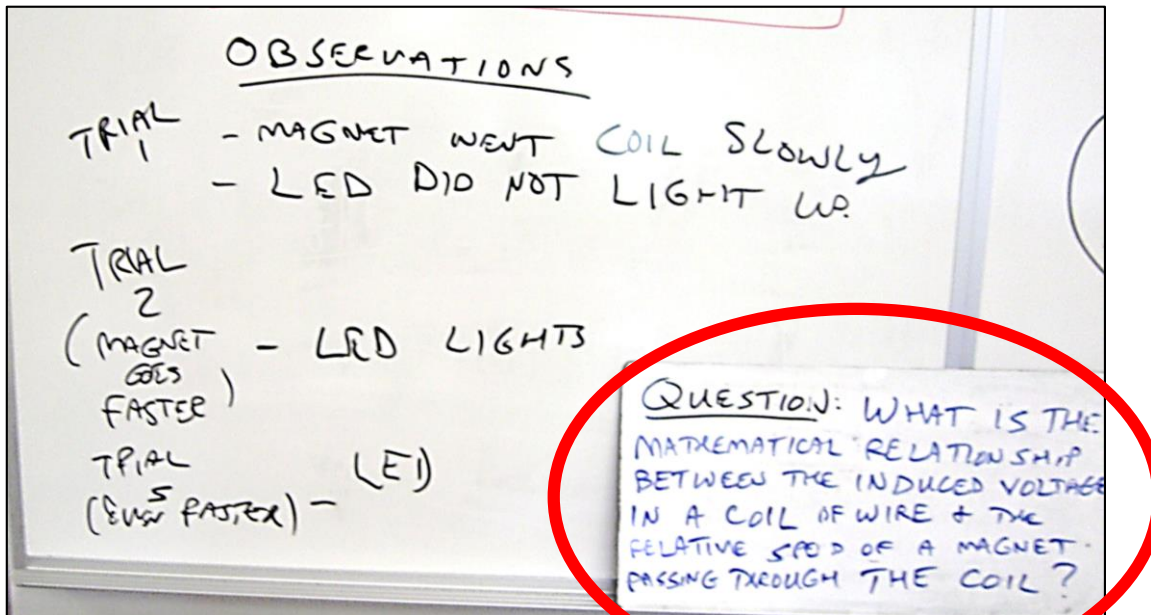 OBSERVATIONS
TRIAL 1 - MAGNET WENT COIL SLOWLY
- LED DID NOT LIGHT UP.
TRIAL
2
(MAGNET - LED LIGHTS
GOES
FASTER)
TRIAL LED
(EVEN FASTER) -
QUESTION: WHAT IS THE
MATHEMATICAL RELATIONSHIP
BETWEEN THE INDUCED VOLTAGE
IN A COIL OF WIRE & THE
RELATIVE SPEED OF A MAGNET
PASSING THROUGH THE COIL?